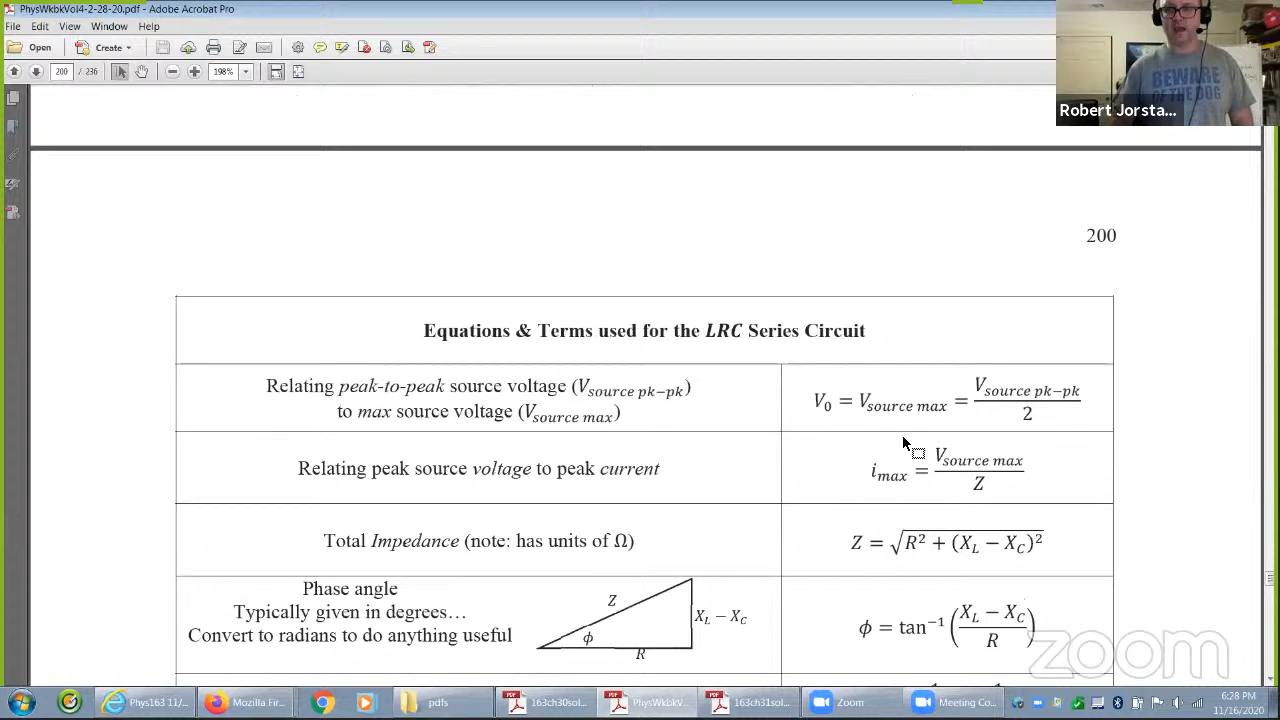 PhysWkbkVol4-2-28-20.pdf - Adobe Acrobat Pro
File Edit View Window Help
Open Create
200 / 236 198%
BEWARE
OF THE DOG
Robert Jorsta...
200
Equations & Terms used for the LRC Series Circuit
Relating peak-to-peak source voltage (V_source pk−pk)
to max source voltage (V_source max)
V₀ = V_source max = V_source pk−pk / 2
Relating peak source voltage to peak current
i_max = V_source max / Z
Total Impedance (note: has units of Ω)
Z = √(R² + (X_L − X_C)²)
Phase angle
Typically given in degrees…
Convert to radians to do anything useful
Z
X_L − X_C
ϕ
R
ϕ = tan⁻¹ ((X_L − X_C) / R)
zoom
Phys163 11/... Mozilla Fir... pdfs 163ch30sol... PhysWkbkV... 163ch31sol... Zoom Meeting Co...
6:28 PM
11/16/2020